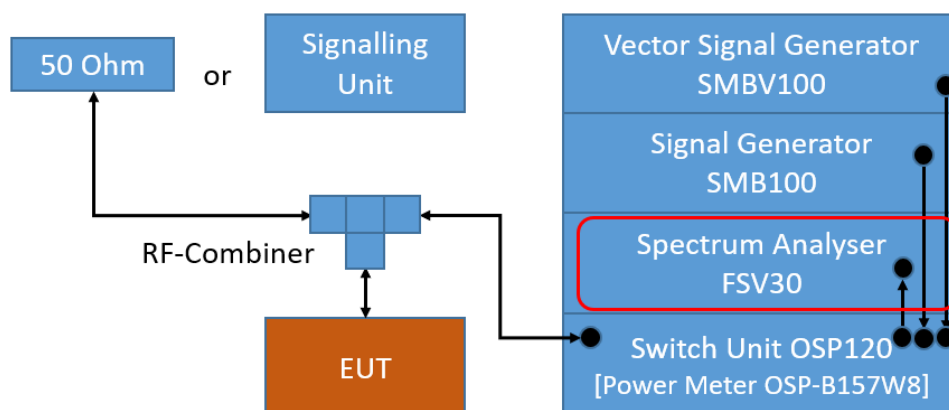 50 Ohm
or
Signalling
Unit
Vector Signal Generator
SMBV100
Signal Generator
SMB100
RF-Combiner
Spectrum Analyser
FSV30
EUT
Switch Unit OSP120
[Power Meter OSP-B157W8]